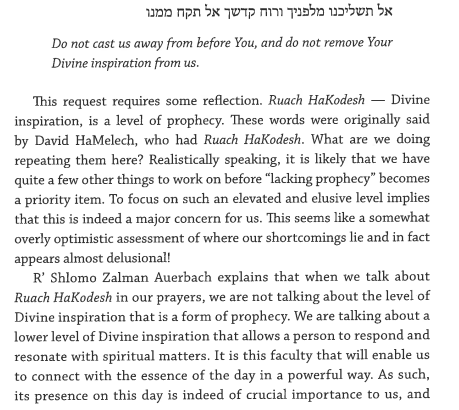 אל תשליכנו מלפניך ורוח קדשך אל תקח ממנו
Do not cast us away from before You, and do not remove Your
Divine inspiration from us.
This request requires some reflection. Ruach HaKodesh — Divine
inspiration, is a level of prophecy. These words were originally said
by David HaMelech, who had Ruach HaKodesh. What are we doing
repeating them here? Realistically speaking, it is likely that we have
quite a few other things to work on before “lacking prophecy” becomes
a priority item. To focus on such an elevated and elusive level implies
that this is indeed a major concern for us. This seems like a somewhat
overly optimistic assessment of where our shortcomings lie and in fact
appears almost delusional!
R’ Shlomo Zalman Auerbach explains that when we talk about
Ruach HaKodesh in our prayers, we are not talking about the level of
Divine inspiration that is a form of prophecy. We are talking about a
lower level of Divine inspiration that allows a person to respond and
resonate with spiritual matters. It is this faculty that will enable us
to connect with the essence of the day in a powerful way. As such,
its presence on this day is indeed of crucial importance to us, and